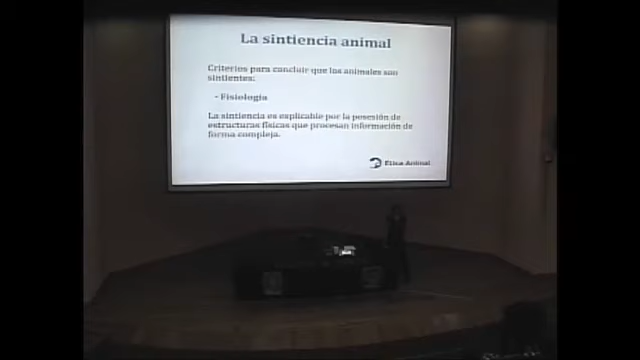 La sintiencia animal
Criterios para concluir que los animales son
sintientes:
- Fisiología
La sintiencia es explicable por la posesión de
estructuras físicas que procesan información de
forma compleja.
Ética Animal